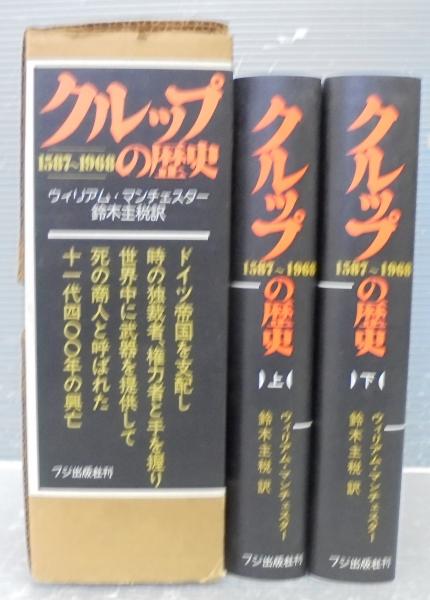 クルップ
1587~1968
の歴史
ヴィリアム・マンチェスター
鈴木主税訳
ドイツ帝国を支配し
時の独裁者、権力者と手を握り
世界中に武器を提供して
死の商人と呼ばれた
十一代四〇〇年の興亡
フジ出版社刊
クルップ
1587~1968
の歴史
上
ヴィリアム・マンチェスター
鈴木主税 訳
フジ出版社刊
クルップ
1587~1968
の歴史
下
ヴィリアム・マンチェスター
鈴木主税 訳
フジ出版社刊